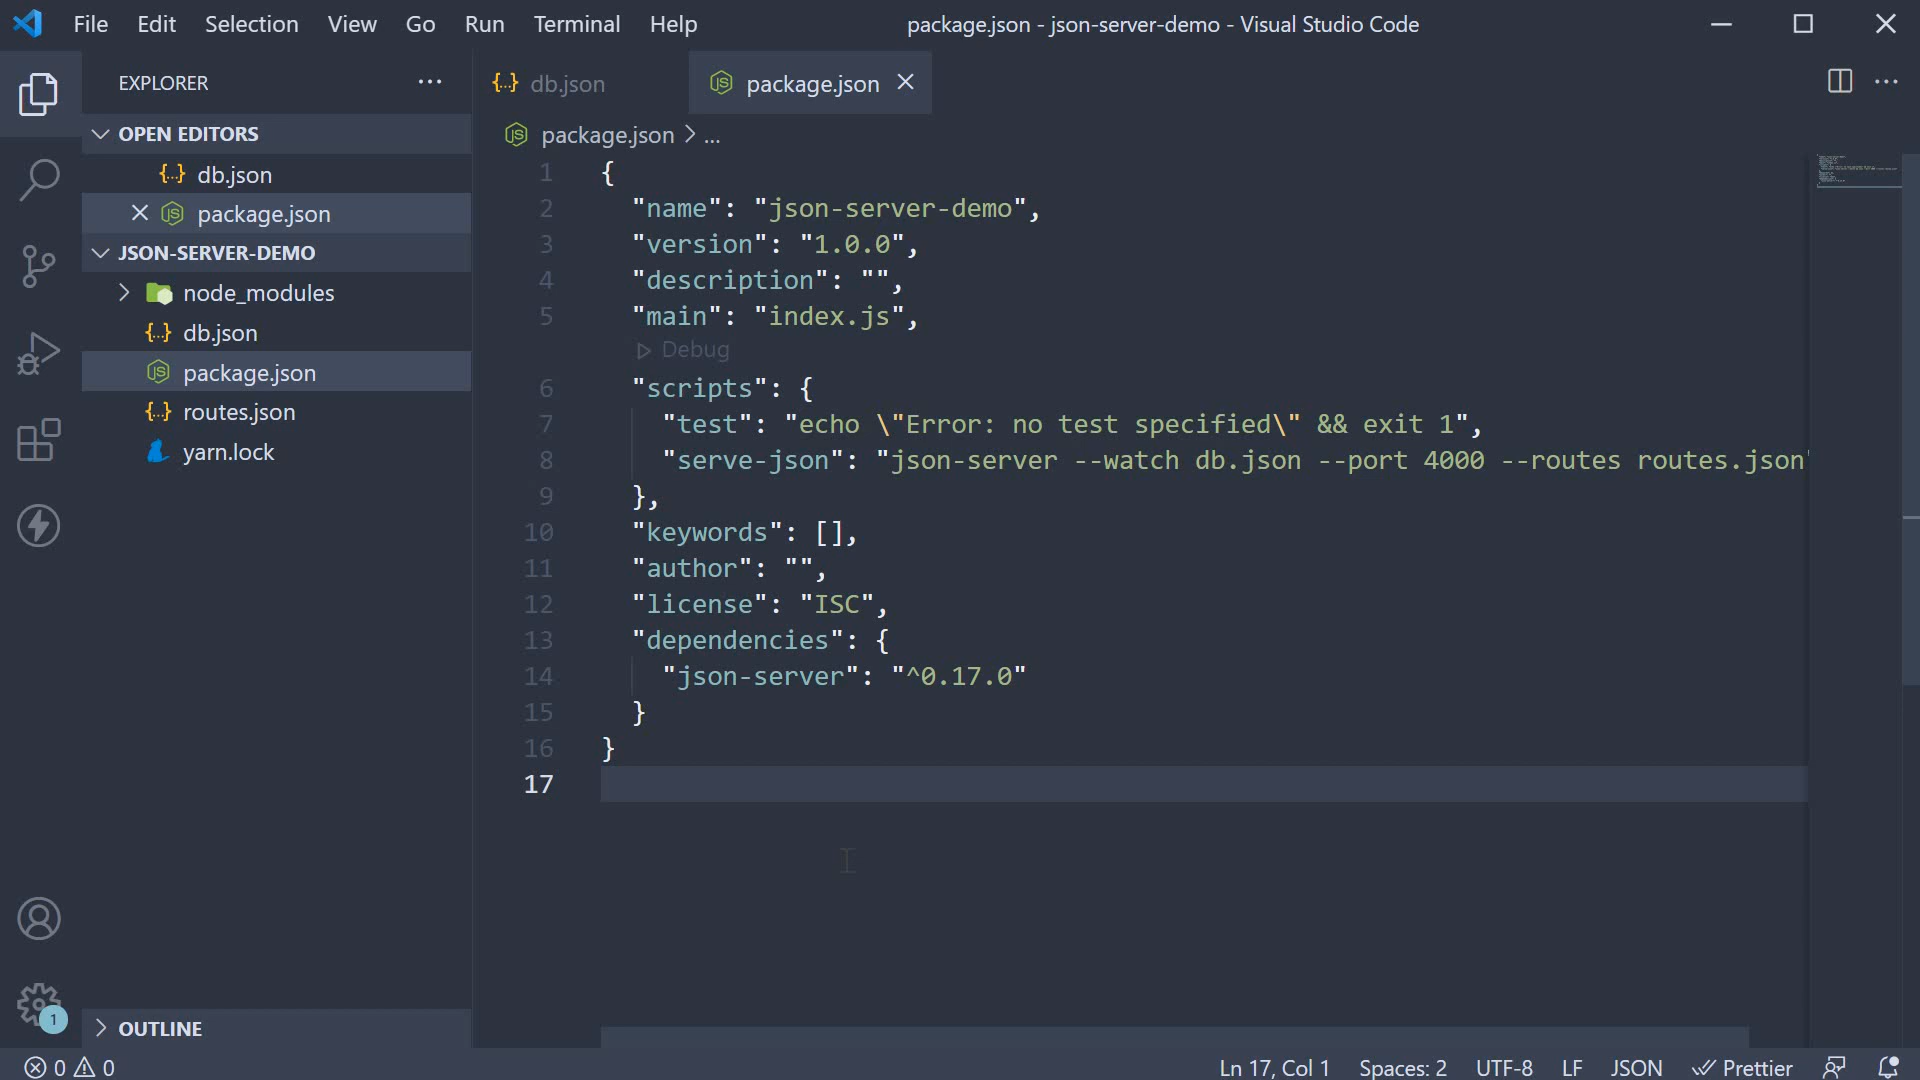 File Edit Selection View Go Run Terminal Help package.json - json-server-demo - Visual Studio Code
EXPLORER
OPEN EDITORS
db.json
package.json
JSON-SERVER-DEMO
node_modules
db.json
package.json
routes.json
yarn.lock
OUTLINE
db.json package.json
package.json > ...
1 {
2 "name": "json-server-demo",
3 "version": "1.0.0",
4 "description": "",
5 "main": "index.js",
Debug
6 "scripts": {
7 "test": "echo \"Error: no test specified\" && exit 1",
8 "serve-json": "json-server --watch db.json --port 4000 --routes routes.json"
9 },
10 "keywords": [],
11 "author": "",
12 "license": "ISC",
13 "dependencies": {
14 "json-server": "^0.17.0"
15 }
16 }
17
1
0 0 Ln 17, Col 1 Spaces: 2 UTF-8 LF JSON Prettier